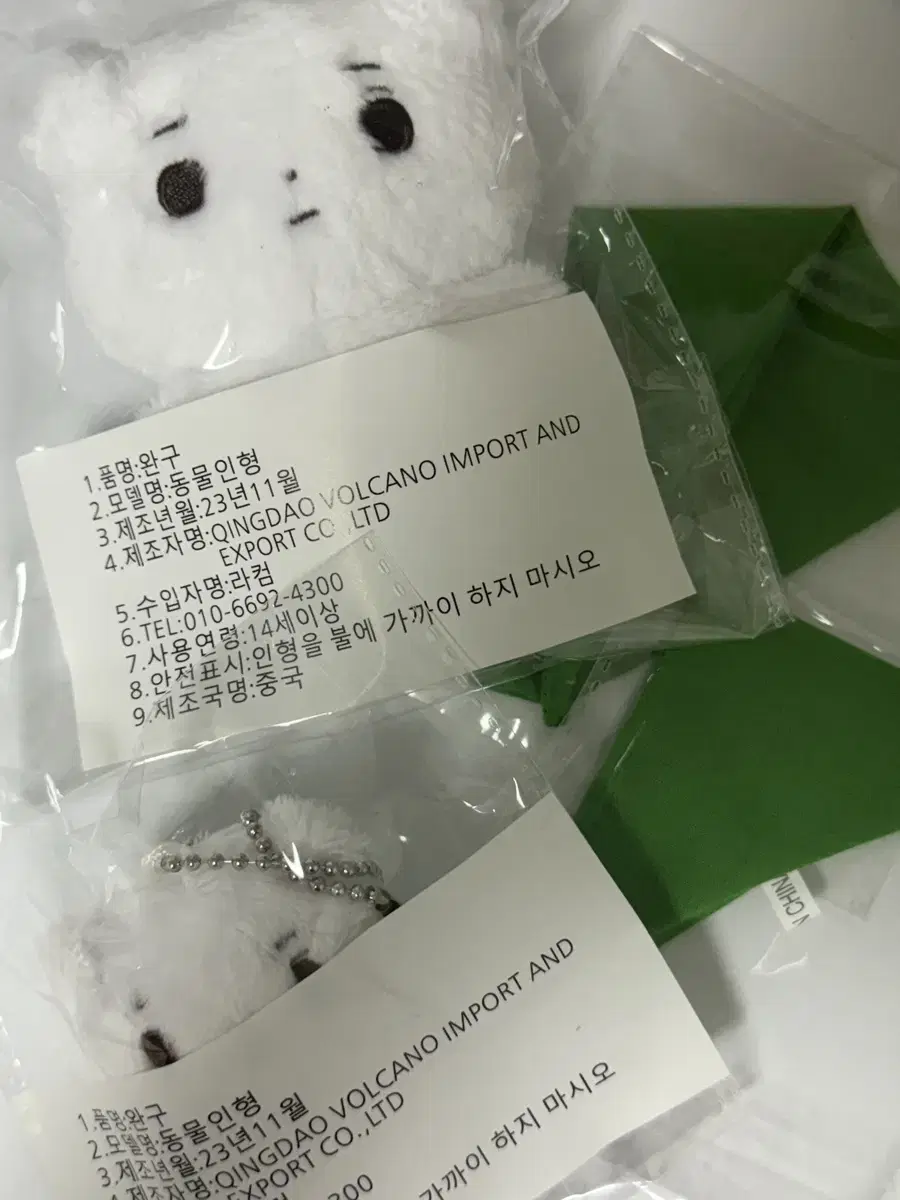 1.품명:완구
2.모델명:동물인형
3.제조년월:23년11월
4.제조자명:QINGDAO VOLCANO IMPORT AND
EXPORT CO.,LTD
5.수입자명:라컴
6.TEL:010-6692-4300
7.사용연령:14세이상
8.안전표시:인형을 불에 가까이 하지 마시오
9.제조국명:중국
CHIN
1.품명:완구
2.모델명:동물인형
3.제조년월:23년11월
4.제조자명:QINGDAO VOLCANO IMPORT AND
EXPORT CO.,LTD
300
가까이 하지 마시오